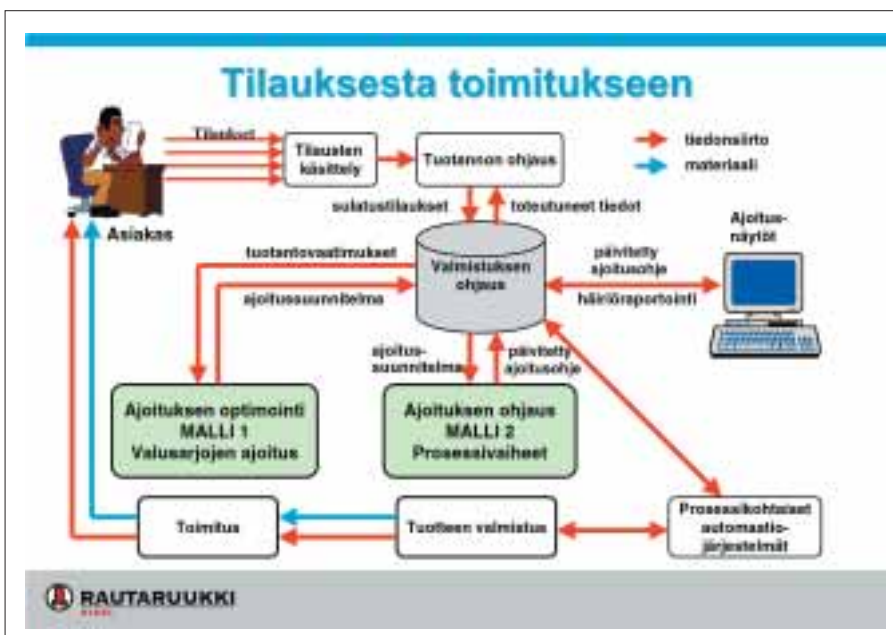 Tilauksesta toimitukseen
Tilaukset
Tilausten
käsittely
Tuotannon ohjaus
tiedonsiirto
materiaali
Asiakas
sulatustilaukset
toteutuneet tiedot
Ajoitus-
näytöt
tuotantovaatimukset
Valmistuksen
ohjaus
päivitetty
ajoitusohje
ajoitussuunnitelma
häiriöraportointi
ajoitus-
suunnitelma
päivitetty
ajoitusohje
Ajoituksen optimointi
MALLI 1
Valusarjojen ajoitus
Ajoituksen ohjaus
MALLI 2
Prosessivaiheet
Toimitus
Tuotteen valmistus
Prosessikohtaiset
automaatio-
järjestelmät
RAUTARUUKKI
STEEL